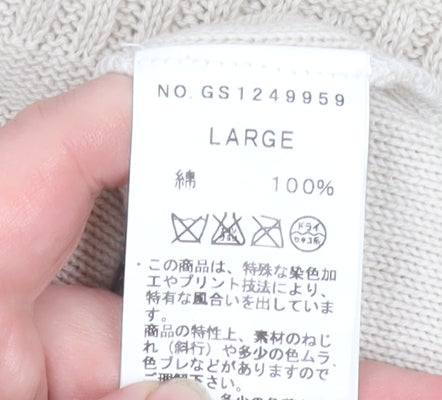 NO.GS1249959
LARGE
綿 100%
ドライ
セキユ系
・この商品は、特殊な染色加
工やプリント技法により、
特有な風合いを出していま
す。
商品の特性上、素材のねじ
れ（斜行）や多少の色ムラ、
色ブレなどがありますので
ご理解下さい。